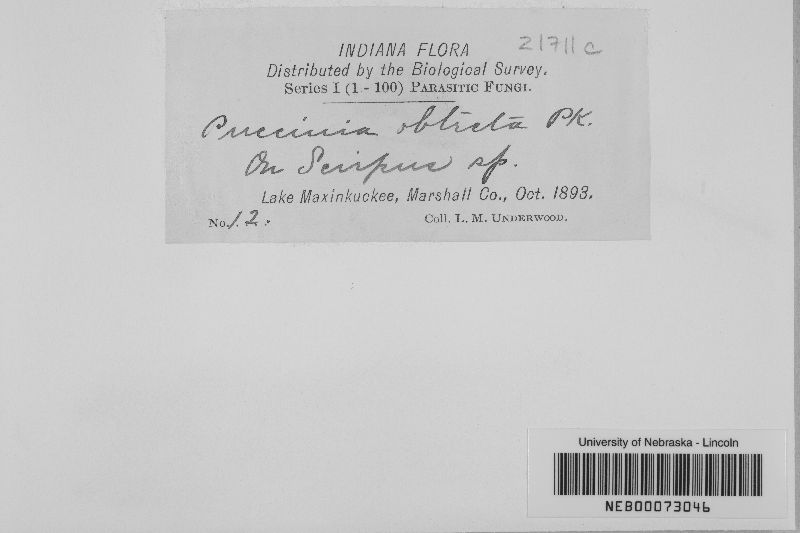 21711 c
INDIANA FLORA
Distributed by the Biological Survey.
Series I (1 - 100) PARASITIC FUNGI.
Puccinia obtecta PK.
On Scirpus sp.
Lake Maxinkuckee, Marshall Co., Oct. 1893.
No. 12. Coll. L. M. UNDERWOOD.
University of Nebraska - Lincoln
NEB00073046